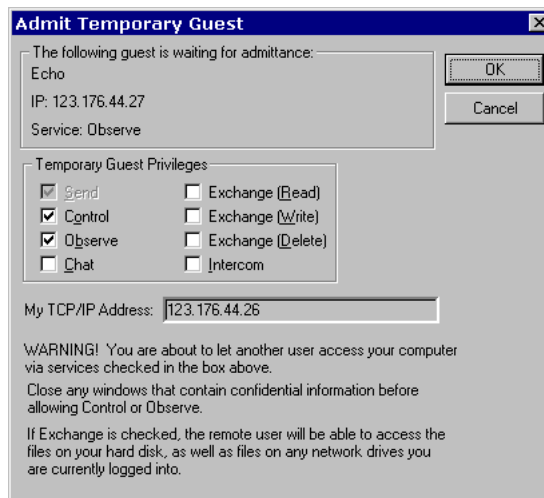 Admit Temporary Guest
The following guest is waiting for admittance:
Echo
IP: 123.176.44.27
Service: Observe
OK
Cancel
Temporary Guest Privileges
Send
Exchange (Read)
Control
Exchange (Write)
Observe
Exchange (Delete)
Chat
Intercom
My TCP/IP Address: 123.176.44.26
WARNING! You are about to let another user access your computer
via services checked in the box above.
Close any windows that contain confidential information before
allowing Control or Observe.
If Exchange is checked, the remote user will be able to access the
files on your hard disk, as well as files on any network drives you
are currently logged into.